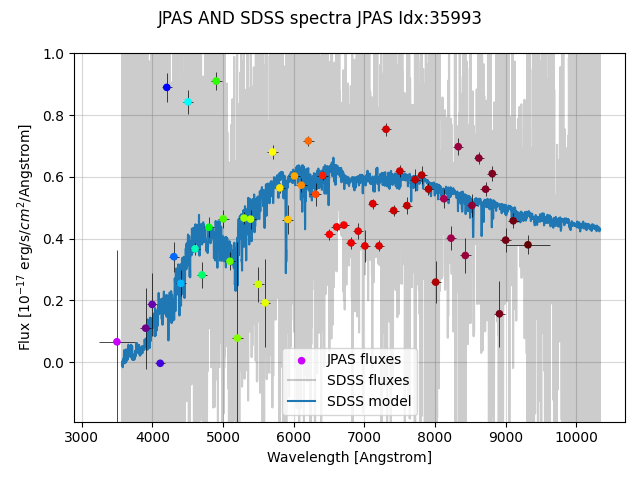 JPAS AND SDSS spectra JPAS Idx:35993
1.0
0.8
0.6
0.4
0.2
0.0
Flux [10⁻¹⁷ erg/s/cm²/Angstrom]
JPAS fluxes
SDSS fluxes
SDSS model
3000 4000 5000 6000 7000 8000 9000 10000
Wavelength [Angstrom]